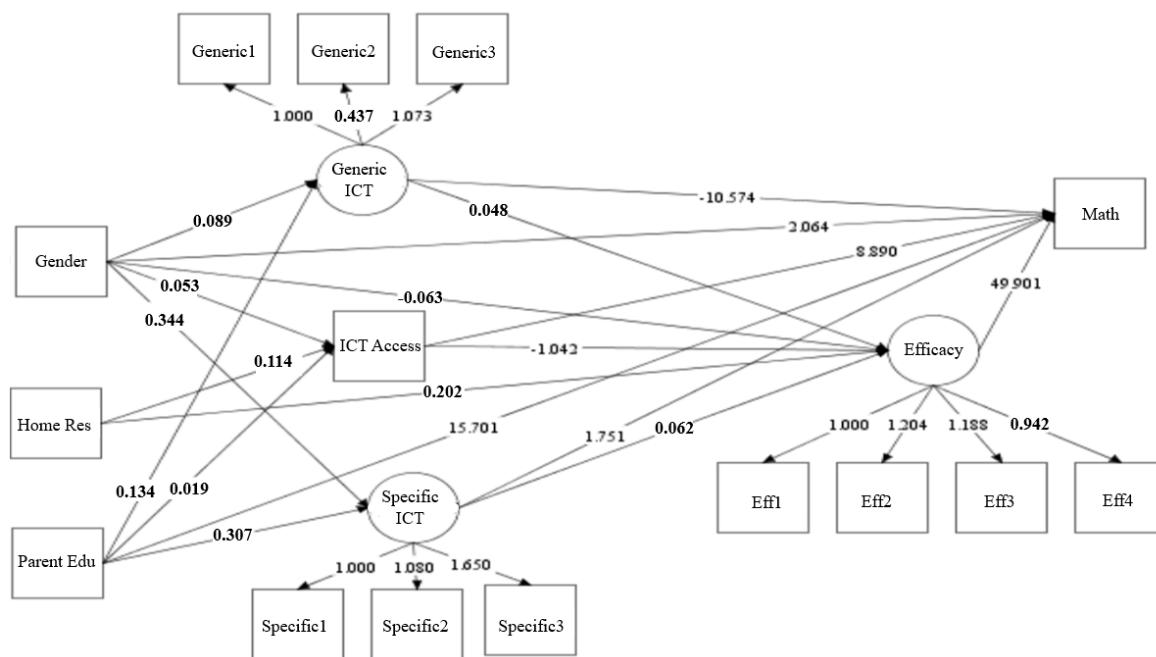 Generic1
Generic2
Generic3
1.000
0.437
1.073
Generic
ICT
-10.574
Math
0.089
0.048
2.064
Gender
8.890
0.053
-0.063
49.901
0.344
ICT Access
-1.042
Efficacy
0.114
0.202
Home Res
15.701
1.751
0.062
1.000
1.204
1.188
0.942
0.134
0.019
Specific
ICT
Eff1
Eff2
Eff3
Eff4
0.307
Parent Edu
1.000
1.080
1.650
Specific1
Specific2
Specific3